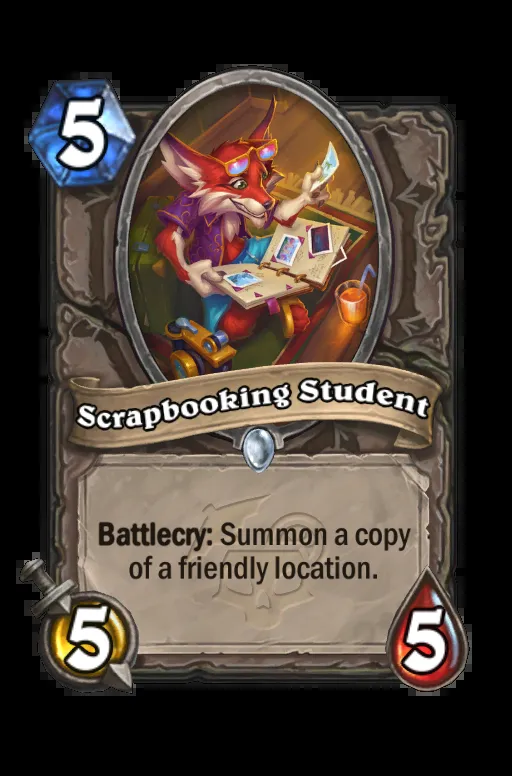 5
Scrapbooking Student
Battlecry: Summon a copy
of a friendly location.
5
5